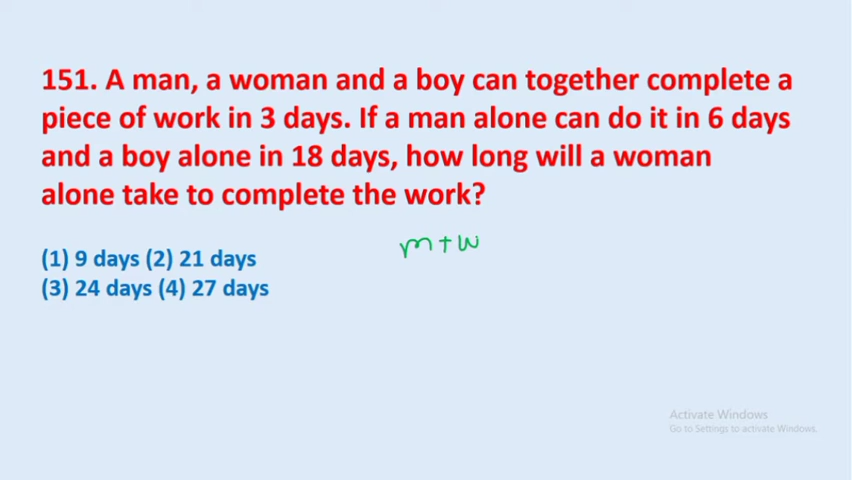 151. A man, a woman and a boy can together complete a
piece of work in 3 days. If a man alone can do it in 6 days
and a boy alone in 18 days, how long will a woman
alone take to complete the work?
m + w
(1) 9 days (2) 21 days
(3) 24 days (4) 27 days
Activate Windows
Go to Settings to activate Windows.